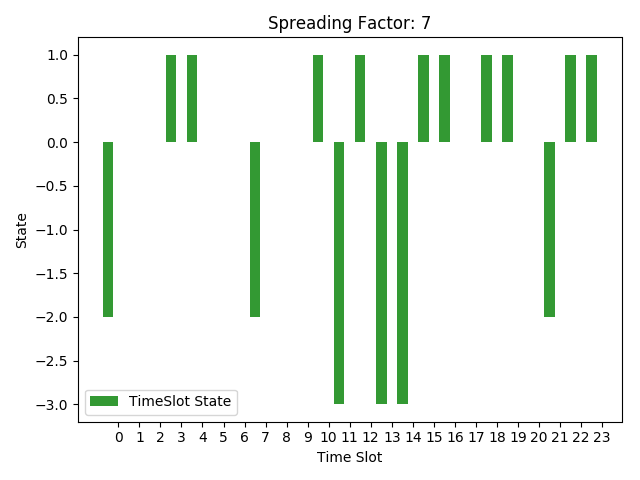 Spreading Factor: 7
1.0
0.5
0.0
−0.5
−1.0
−1.5
−2.0
−2.5
−3.0
State
TimeSlot State
0 1 2 3 4 5 6 7 8 9 10 11 12 13 14 15 16 17 18 19 20 21 22 23
Time Slot